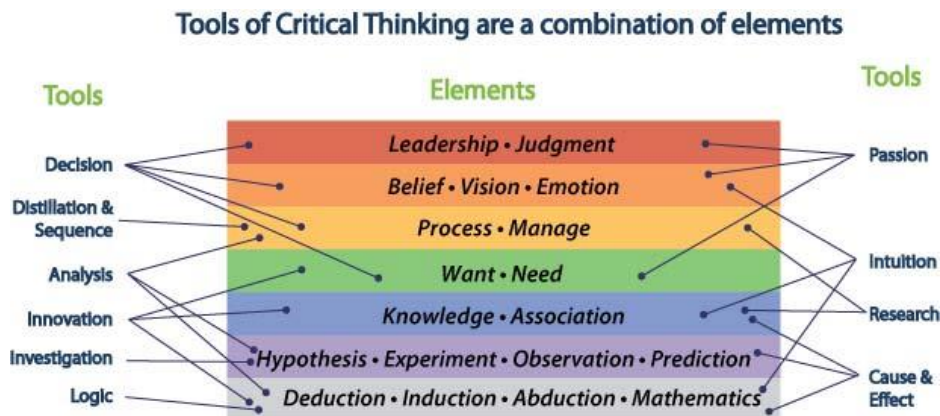 Tools of Critical Thinking are a combination of elements
Tools
Elements
Tools
Decision
Distillation &
Sequence
Analysis
Innovation
Investigation
Logic
Leadership • Judgment
Belief • Vision • Emotion
Process • Manage
Want • Need
Knowledge • Association
Hypothesis • Experiment • Observation • Prediction
Deduction • Induction • Abduction • Mathematics
Passion
Intuition
Research
Cause &
Effect